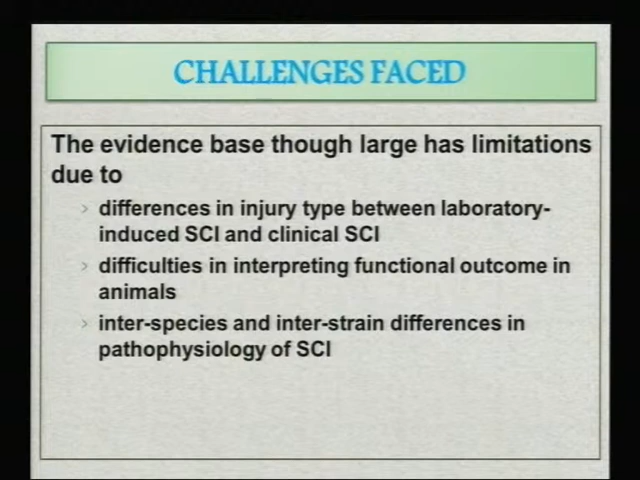 CHALLENGES FACED
The evidence base though large has limitations
due to
differences in injury type between laboratory-
induced SCI and clinical SCI
difficulties in interpreting functional outcome in
animals
inter-species and inter-strain differences in
pathophysiology of SCI